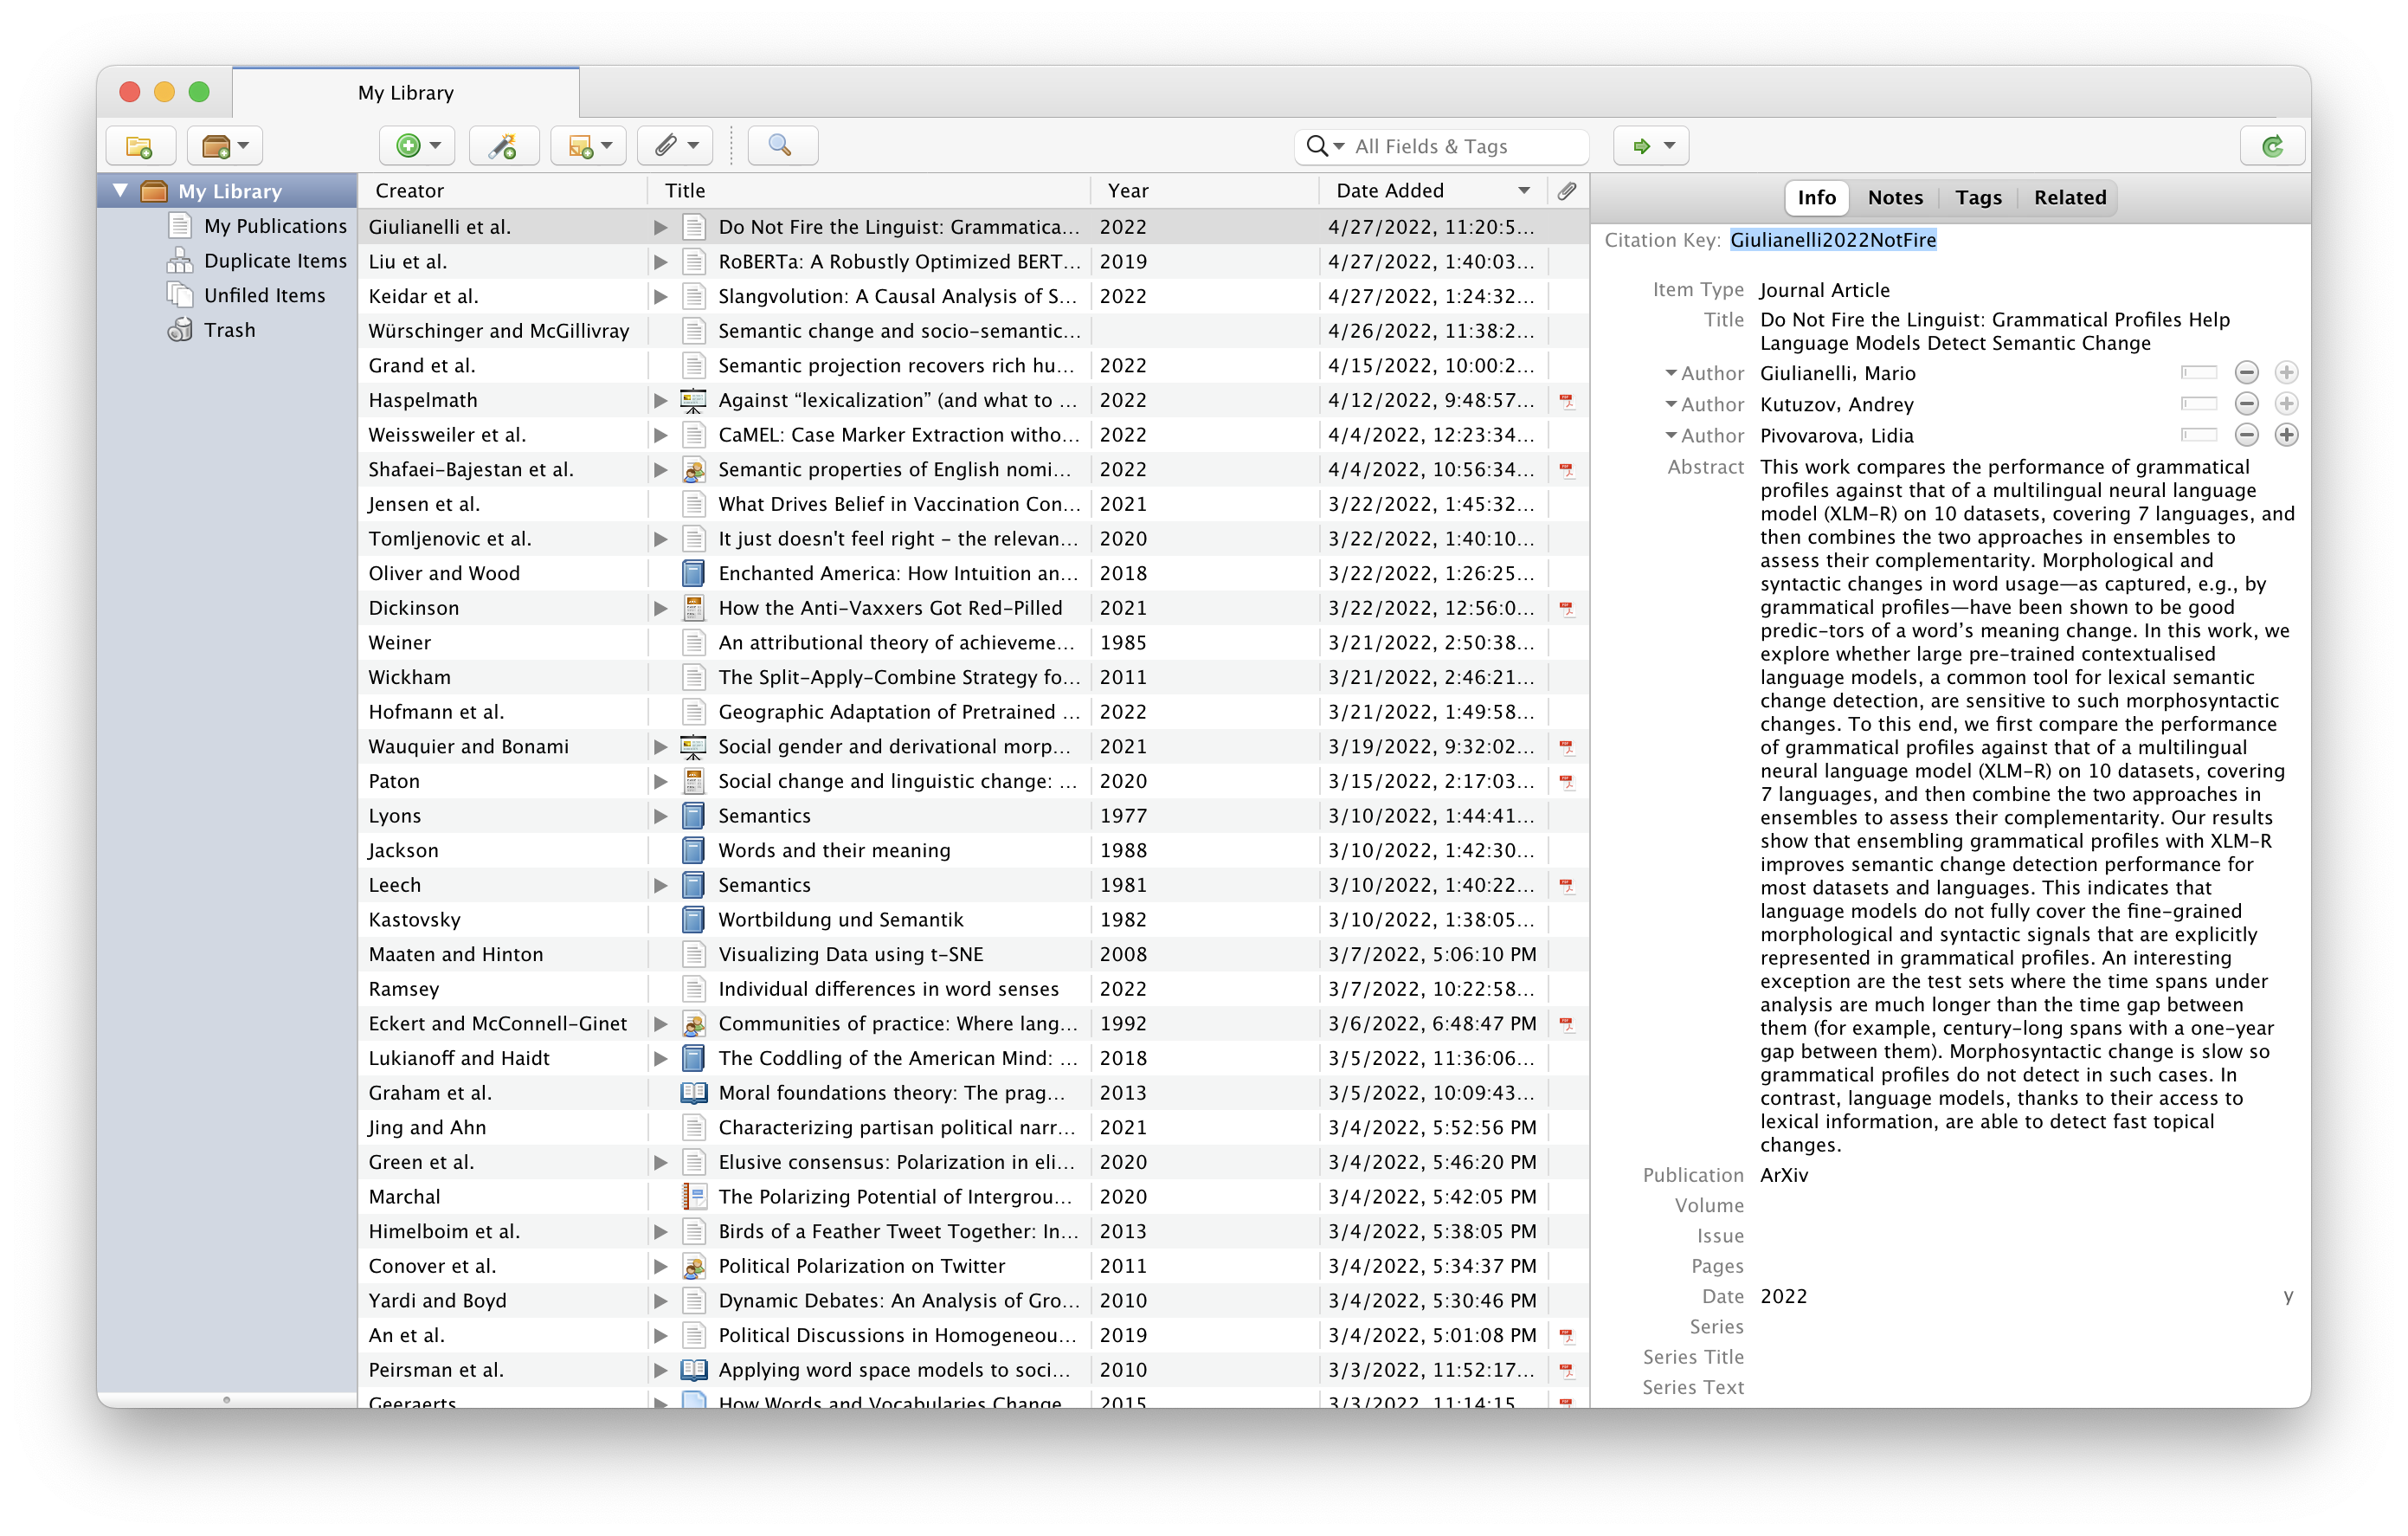 My Library
All Fields & Tags
My Library
My Publications
Duplicate Items
Unfiled Items
Trash
Creator Title Year Date Added
Giulianelli et al. Do Not Fire the Linguist: Grammatica... 2022 4/27/2022, 11:20:5...
Liu et al. RoBERTa: A Robustly Optimized BERT... 2019 4/27/2022, 1:40:03...
Keidar et al. Slangvolution: A Causal Analysis of S... 2022 4/27/2022, 1:24:32...
Würschinger and McGillivray Semantic change and socio-semantic... 4/26/2022, 11:38:2...
Grand et al. Semantic projection recovers rich hu... 2022 4/15/2022, 10:00:2...
Haspelmath Against “lexicalization” (and what to ... 2022 4/12/2022, 9:48:57...
Weissweiler et al. CaMEL: Case Marker Extraction witho... 2022 4/4/2022, 12:23:34...
Shafaei-Bajestan et al. Semantic properties of English nomi... 2022 4/4/2022, 10:56:34...
Jensen et al. What Drives Belief in Vaccination Con... 2021 3/22/2022, 1:45:32...
Tomljenovic et al. It just doesn't feel right - the relevan... 2020 3/22/2022, 1:40:10...
Oliver and Wood Enchanted America: How Intuition an... 2018 3/22/2022, 1:26:25...
Dickinson How the Anti-Vaxxers Got Red-Pilled 2021 3/22/2022, 12:56:0...
Weiner An attributional theory of achieveme... 1985 3/21/2022, 2:50:38...
Wickham The Split-Apply-Combine Strategy fo... 2011 3/21/2022, 2:46:21...
Hofmann et al. Geographic Adaptation of Pretrained ... 2022 3/21/2022, 1:49:58...
Wauquier and Bonami Social gender and derivational morp... 2021 3/19/2022, 9:32:02...
Paton Social change and linguistic change: ... 2020 3/15/2022, 2:17:03...
Lyons Semantics 1977 3/10/2022, 1:44:41...
Jackson Words and their meaning 1988 3/10/2022, 1:42:30...
Leech Semantics 1981 3/10/2022, 1:40:22...
Kastovsky Wortbildung und Semantik 1982 3/10/2022, 1:38:05...
Maaten and Hinton Visualizing Data using t-SNE 2008 3/7/2022, 5:06:10 PM
Ramsey Individual differences in word senses 2022 3/7/2022, 10:22:58...
Eckert and McConnell-Ginet Communities of practice: Where lang... 1992 3/6/2022, 6:48:47 PM
Lukianoff and Haidt The Coddling of the American Mind: ... 2018 3/5/2022, 11:36:06...
Graham et al. Moral foundations theory: The prag... 2013 3/5/2022, 10:09:43...
Jing and Ahn Characterizing partisan political narr... 2021 3/4/2022, 5:52:56 PM
Green et al. Elusive consensus: Polarization in eli... 2020 3/4/2022, 5:46:20 PM
Marchal The Polarizing Potential of Intergrou... 2020 3/4/2022, 5:42:05 PM
Himelboim et al. Birds of a Feather Tweet Together: In... 2013 3/4/2022, 5:38:05 PM
Conover et al. Political Polarization on Twitter 2011 3/4/2022, 5:34:37 PM
Yardi and Boyd Dynamic Debates: An Analysis of Gro... 2010 3/4/2022, 5:30:46 PM
An et al. Political Discussions in Homogeneou... 2019 3/4/2022, 5:01:08 PM
Peirsman et al. Applying word space models to soci... 2010 3/3/2022, 11:52:17...
Geeraerts How Words and Vocabularies Change 2015 3/3/2022, 11:14:15
Info Notes Tags Related
Citation Key: Giulianelli2022NotFire
Item Type Journal Article
Title Do Not Fire the Linguist: Grammatical Profiles Help
Language Models Detect Semantic Change
Author Giulianelli, Mario
Author Kutuzov, Andrey
Author Pivovarova, Lidia
Abstract This work compares the performance of grammatical
profiles against that of a multilingual neural language
model (XLM-R) on 10 datasets, covering 7 languages, and
then combines the two approaches in ensembles to
assess their complementarity. Morphological and
syntactic changes in word usage—as captured, e.g., by
grammatical profiles—have been shown to be good
predic-tors of a word’s meaning change. In this work, we
explore whether large pre-trained contextualised
language models, a common tool for lexical semantic
change detection, are sensitive to such morphosyntactic
changes. To this end, we first compare the performance
of grammatical profiles against that of a multilingual
neural language model (XLM-R) on 10 datasets, covering
7 languages, and then combine the two approaches in
ensembles to assess their complementarity. Our results
show that ensembling grammatical profiles with XLM-R
improves semantic change detection performance for
most datasets and languages. This indicates that
language models do not fully cover the fine-grained
morphological and syntactic signals that are explicitly
represented in grammatical profiles. An interesting
exception are the test sets where the time spans under
analysis are much longer than the time gap between
them (for example, century-long spans with a one-year
gap between them). Morphosyntactic change is slow so
grammatical profiles do not detect in such cases. In
contrast, language models, thanks to their access to
lexical information, are able to detect fast topical
changes.
Publication ArXiv
Volume
Issue
Pages
Date 2022 y
Series
Series Title
Series Text